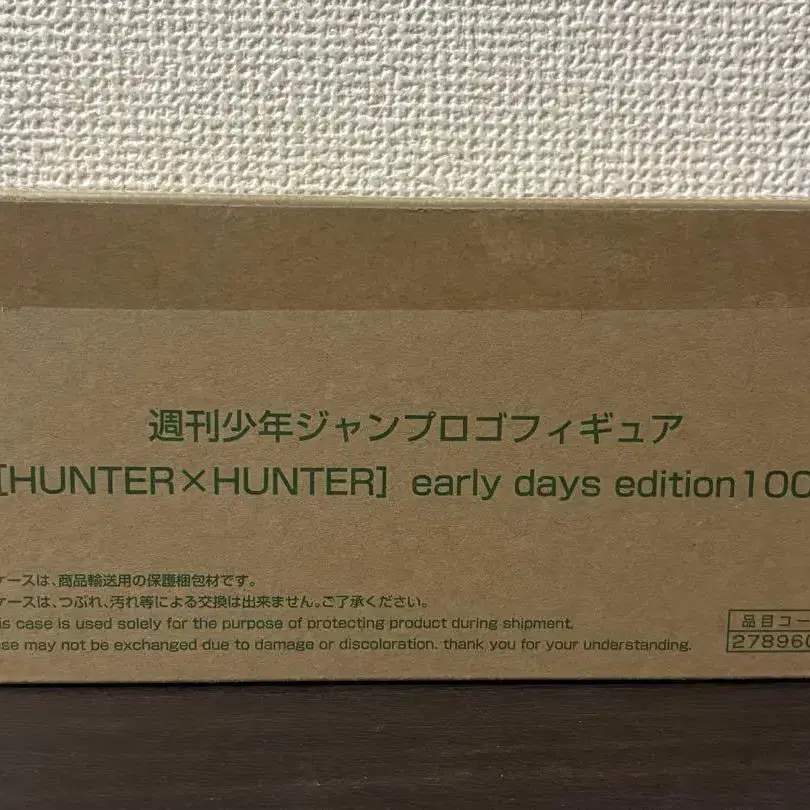 週刊少年ジャンプロゴフィギュア
[HUNTER×HUNTER] early days edition100
ケースは、商品輸送用の保護梱包材です。
ケースは、つぶれ、汚れ等による交換は出来ません。ご了承ください。
is case is used solely for the purpose of protecting product during shipment.
se may not be exchanged due to damage or discoloration. thank you for your understanding.
品目コー
278960